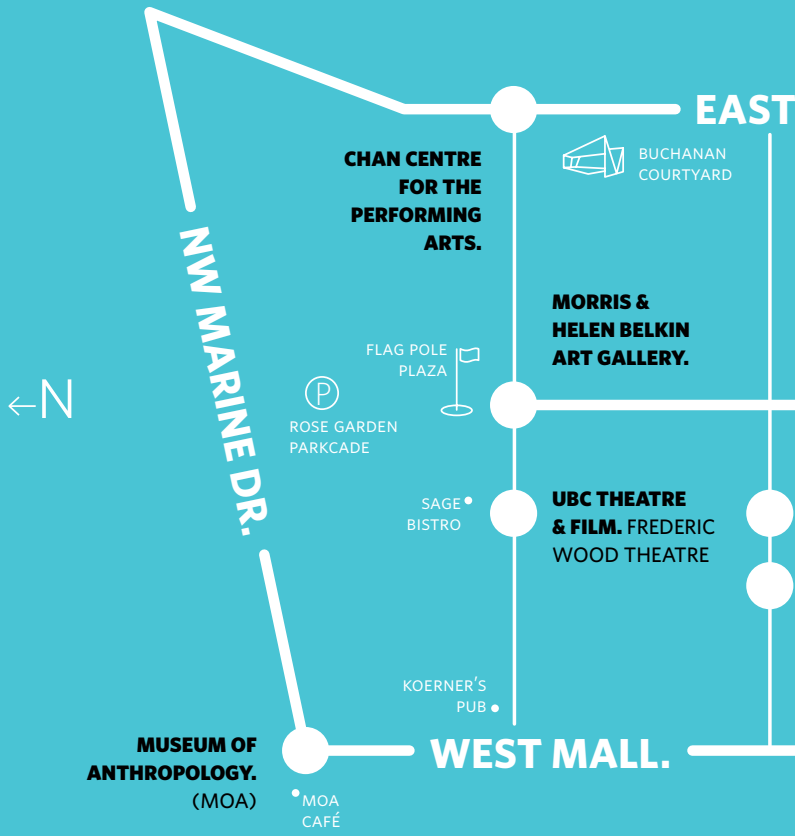 EAST
CHAN CENTRE
FOR THE
PERFORMING
ARTS.
BUCHANAN
COURTYARD
NW MARINE DR.
MORRIS &
HELEN BELKIN
ART GALLERY.
FLAG POLE
PLAZA
←N
P
ROSE GARDEN
PARKCADE
SAGE
BISTRO
UBC THEATRE
& FILM. FREDERIC
WOOD THEATRE
KOERNER'S
PUB
WEST MALL.
MUSEUM OF
ANTHROPOLOGY.
(MOA)
MOA
CAFÉ